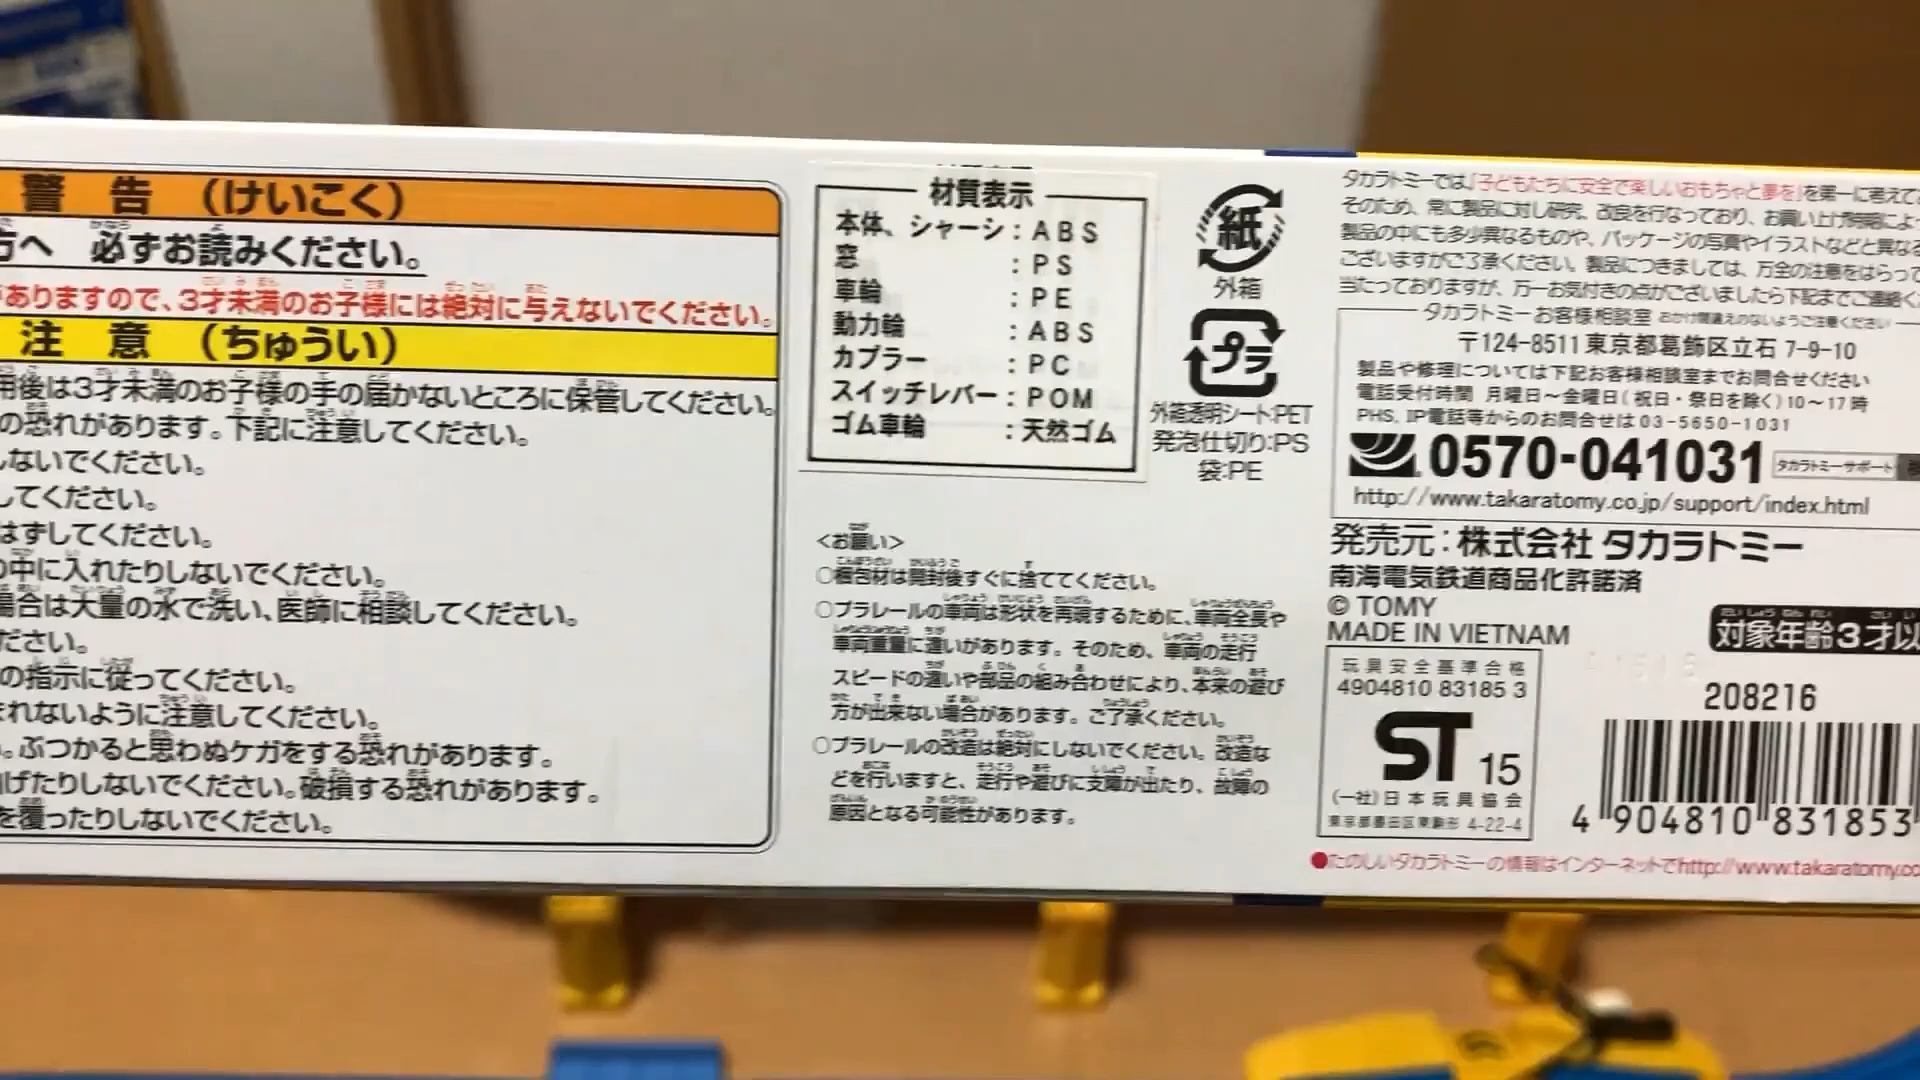 警告（けいこく）
方へ 必ずお読みください。
がありますので、3才未満のお子様には絶対に与えないでください。
注意（ちゅうい）
用後は3才未満のお子様の手の届かないところに保管してください。
の恐れがあります。下記に注意してください。
しないでください。
してください。
はずしてください。
の中に入れたりしないでください。
場合は大量の水で洗い、医師に相談してください。
ださい。
の指示に従ってください。
まれないように注意してください。
。ぶつかると思わぬケガをする恐れがあります。
曲げたりしないでください。破損する恐れがあります。
を覆ったりしないでください。
材質表示
本体、シャーシ：ABS
窓：PS
車輪：PE
動力輪：ABS
カプラー：PC
スイッチレバー：POM
ゴム車輪：天然ゴム
紙
外箱
プラ
外箱透明シート:PET
発泡仕切り:PS
袋:PE
<お願い>
○梱包材は開封後すぐに捨ててください。
○プラレールの車両は形状を再現するために、車両全長や
車両重量に違いがあります。そのため、車両の走行
スピードの違いや部品の組み合わせにより、本来の遊び
方が出来ない場合があります。ご了承ください。
○プラレールの改造は絶対にしないでください。改造な
どを行いますと、走行や遊びに支障が出たり、故障の
原因となる可能性があります。
タカラトミーでは、「子どもたちに安全で楽しいおもちゃと夢を」を第一に考えて
そのため、常に製品に対し研究、改良を行なっており、お買い上げ時期によっ
製品の中にも多少異なるものや、パッケージの写真やイラストなどと異なる
ございますがご了承ください。製品につきましては、万全の注意をはらって
当たっておりますが、万一お気付きの点がございましたら下記までご連絡く
タカラトミーお客様相談室 おかけ間違えのないようご注意ください
〒124-8511 東京都葛飾区立石 7-9-10
製品や修理については下記お客様相談室までお問合せください
電話受付時間 月曜日～金曜日(祝日・祭日を除く)10～17時
PHS、IP電話等からのお問合せは 03-5650-1031
0570-041031 タカラトミーサポート
http://www.takaratomy.co.jp/support/index.html
発売元：株式会社 タカラトミー
南海電気鉄道商品化許諾済
© TOMY
MADE IN VIETNAM
対象年齢3才以
玩具安全基準合格
4904810 83185 3
ST 15
(一社)日本玩具協会
東京都墨田区東駒形 4-22-4
208216
4 904810 831853
●たのしいタカラトミーの情報はインターネットでhttp://www.takaratomy.co